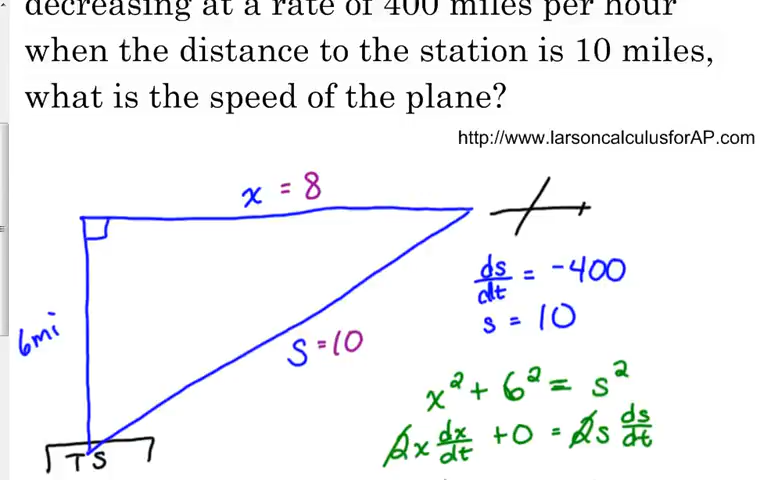 decreasing at a rate of 400 miles per hour
when the distance to the station is 10 miles,
what is the speed of the plane?
http://www.larsoncalculusforAP.com
x = 8
ds/dt = -400
s = 10
6mi
S = 10
x² + 6² = s²
2x dx/dt + 0 = 2s ds/dt
TS